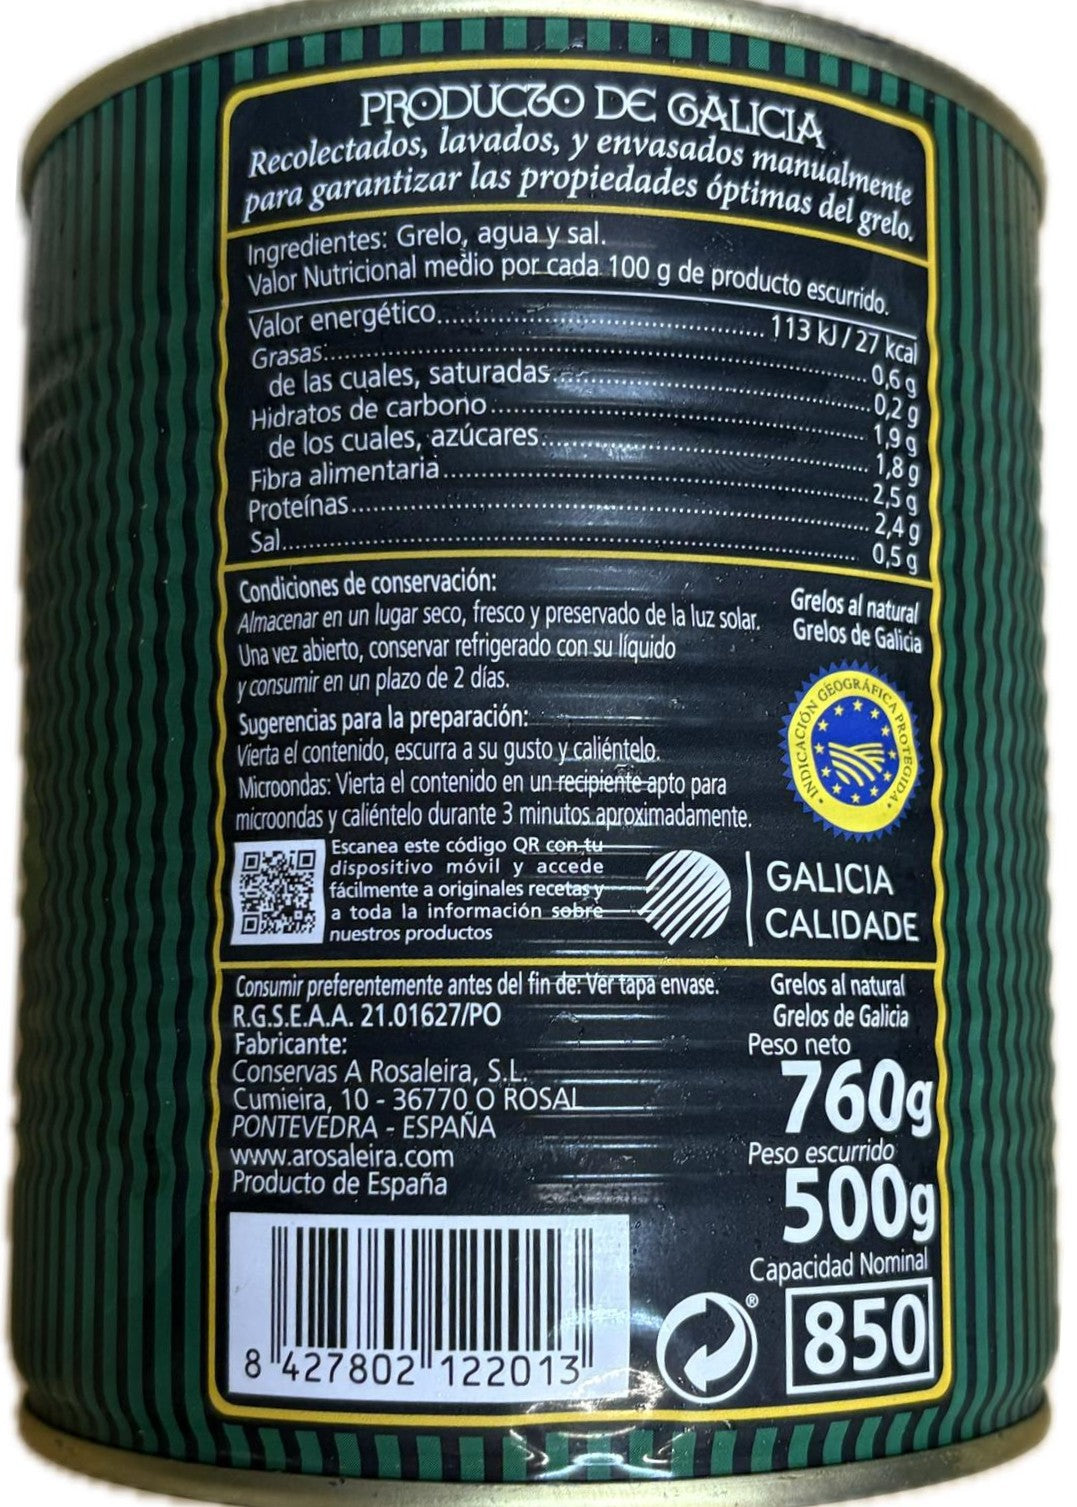 PRODUCTO DE GALICIA
Recolectados, lavados, y envasados manualmente
para garantizar las propiedades óptimas del grelo.
Ingredientes: Grelo, agua y sal.
Valor Nutricional medio por cada 100 g de producto escurrido.
Valor energético.......... 113 kJ / 27 kcal
Grasas:.......... 0,6 g
de las cuales, saturadas.......... 0,2 g
Hidratos de carbono.......... 1,9 g
de los cuales, azúcares.......... 1,8 g
Fibra alimentaria.......... 2,5 g
Proteínas.......... 2,4 g
Sal.......... 0,5 g
Condiciones de conservación:
Almacenar en un lugar seco, fresco y preservado de la luz solar.
Una vez abierto, conservar refrigerado con su líquido
y consumir en un plazo de 2 días.
Sugerencias para la preparación:
Vierta el contenido, escurra a su gusto y caliéntelo.
Microondas: Vierta el contenido en un recipiente apto para
microondas y caliéntelo durante 3 minutos aproximadamente.
Grelos al natural
Grelos de Galicia
INDICACIÓN GEOGRÁFICA PROTEGIDA
Escanea este código QR con tu
dispositivo móvil y accede
fácilmente a originales recetas y
a toda la información sobre
nuestros productos
GALICIA
CALIDADE
Consumir preferentemente antes del fin de: Ver tapa envase.
R.G.S.E.A.A. 21.01627/PO
Fabricante:
Conservas A Rosaleira, S.L.
Cumieira, 10 - 36770 O ROSAL
PONTEVEDRA - ESPAÑA
www.arosaleira.com
Producto de España
Grelos al natural
Grelos de Galicia
Peso neto
760g
Peso escurrido
500g
Capacidad Nominal
850
®
8 427802 122013